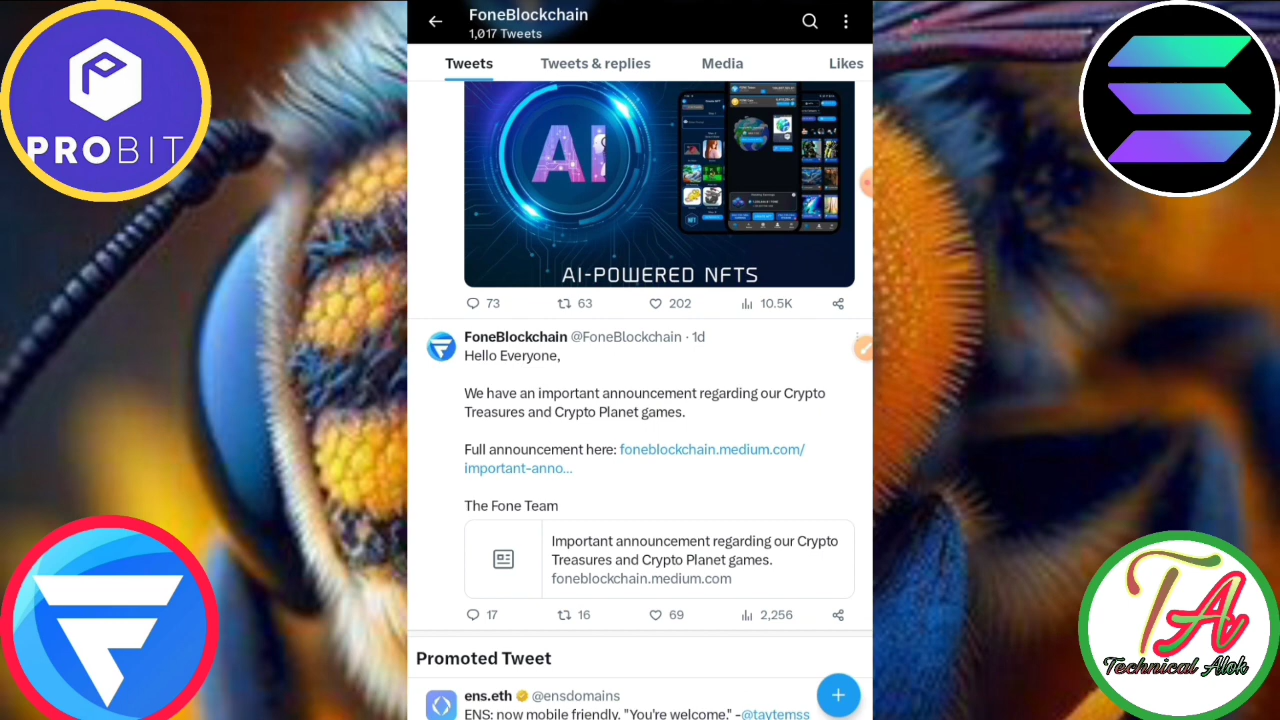 FoneBlockchain
1,017 Tweets
Tweets
Tweets & replies
Media
Likes
AI
AI-POWERED NFTS
73
63
202
10.5K
FoneBlockchain @FoneBlockchain · 1d
Hello Everyone,
We have an important announcement regarding our Crypto
Treasures and Crypto Planet games.
Full announcement here: foneblockchain.medium.com/
important-anno...
The Fone Team
Important announcement regarding our Crypto
Treasures and Crypto Planet games.
foneblockchain.medium.com
17
16
69
2,256
Promoted Tweet
ens.eth @ensdomains
ENS: now mobile friendly. "You're welcome." -@taytemss
PROBIT
TA
Technical Alok